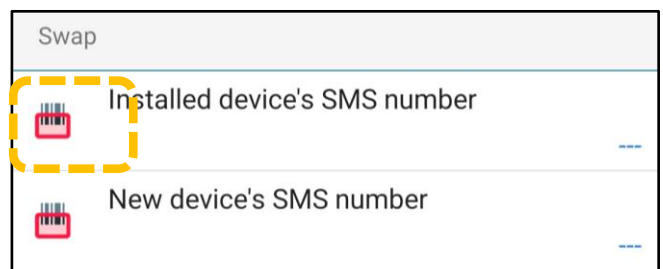 Swap
Installed device's SMS number
---
New device's SMS number
---